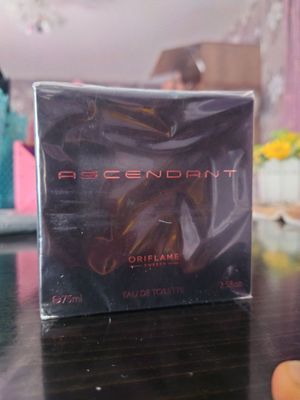 ASCENDANT
ORIFLAME
SWEDEN
℮75ml EAU DE TOILETTE 2.5fl.oz